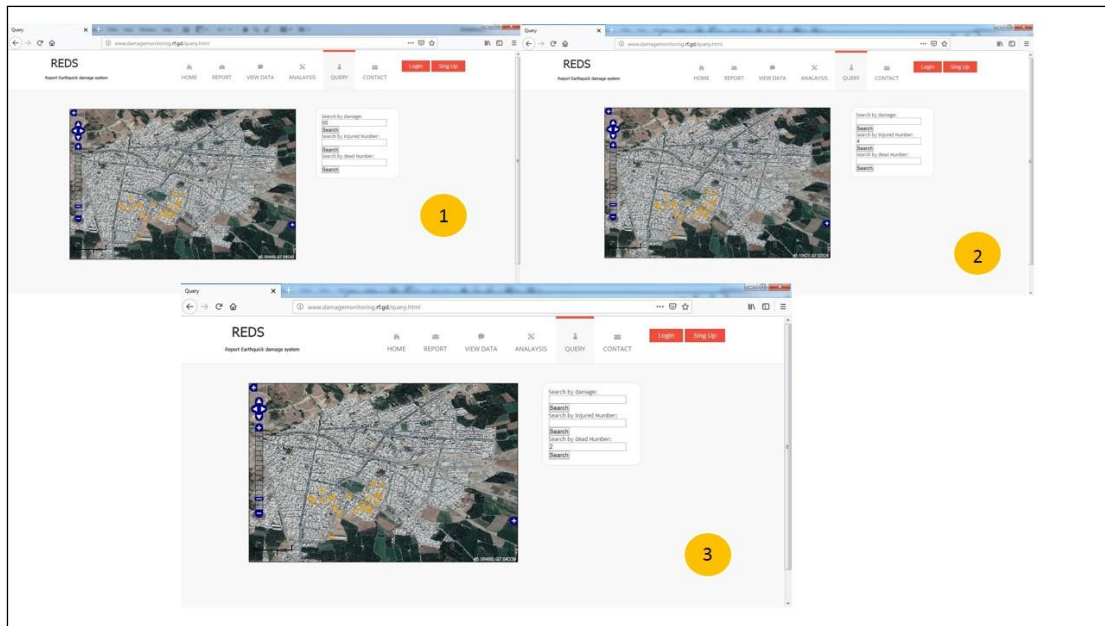 Query
www.damagemonitoring.rf.gd/query.html
REDS
Report Earthquick damage system
HOME
REPORT
VIEW DATA
ANALAYSIS
QUERY
CONTACT
Login
Sing Up
Search by damage:
50
Search
Search by Injured Number:
Search
Search by dead Number:
Search
1
Query
www.damagemonitoring.rf.gd/query.html
REDS
Report Earthquick damage system
HOME
REPORT
VIEW DATA
ANALAYSIS
QUERY
CONTACT
Login
Sing Up
Search by damage:
Search
Search by Injured Number:
4
Search
Search by dead Number:
Search
2
Query
www.damagemonitoring.rf.gd/query.html
REDS
Report Earthquick damage system
HOME
REPORT
VIEW DATA
ANALAYSIS
QUERY
CONTACT
Login
Sing Up
Search by damage:
Search
Search by Injured Number:
Search
Search by dead Number:
2
Search
3